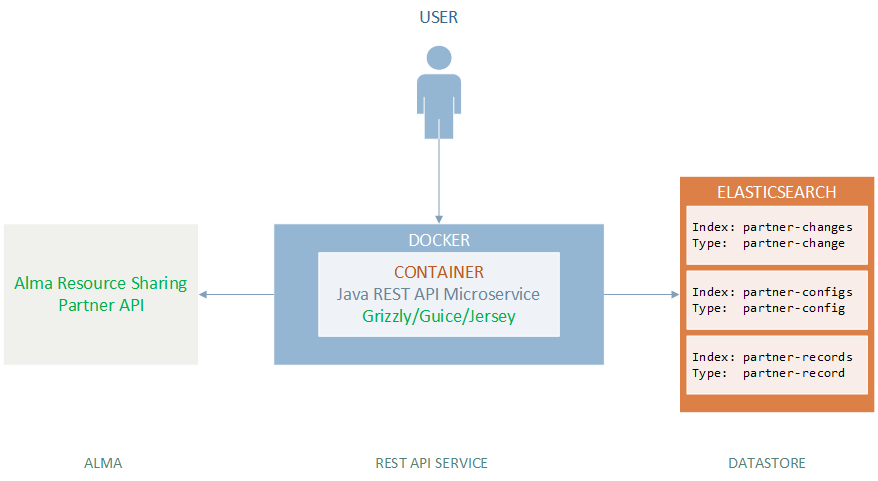 USER
ELASTICSEARCH
Index: partner-changes
Type: partner-change
Index: partner-configs
Type: partner-config
Index: partner-records
Type: partner-record
DOCKER
CONTAINER
Java REST API Microservice
Grizzly/Guice/Jersey
Alma Resource Sharing
Partner API
ALMA
REST API SERVICE
DATASTORE